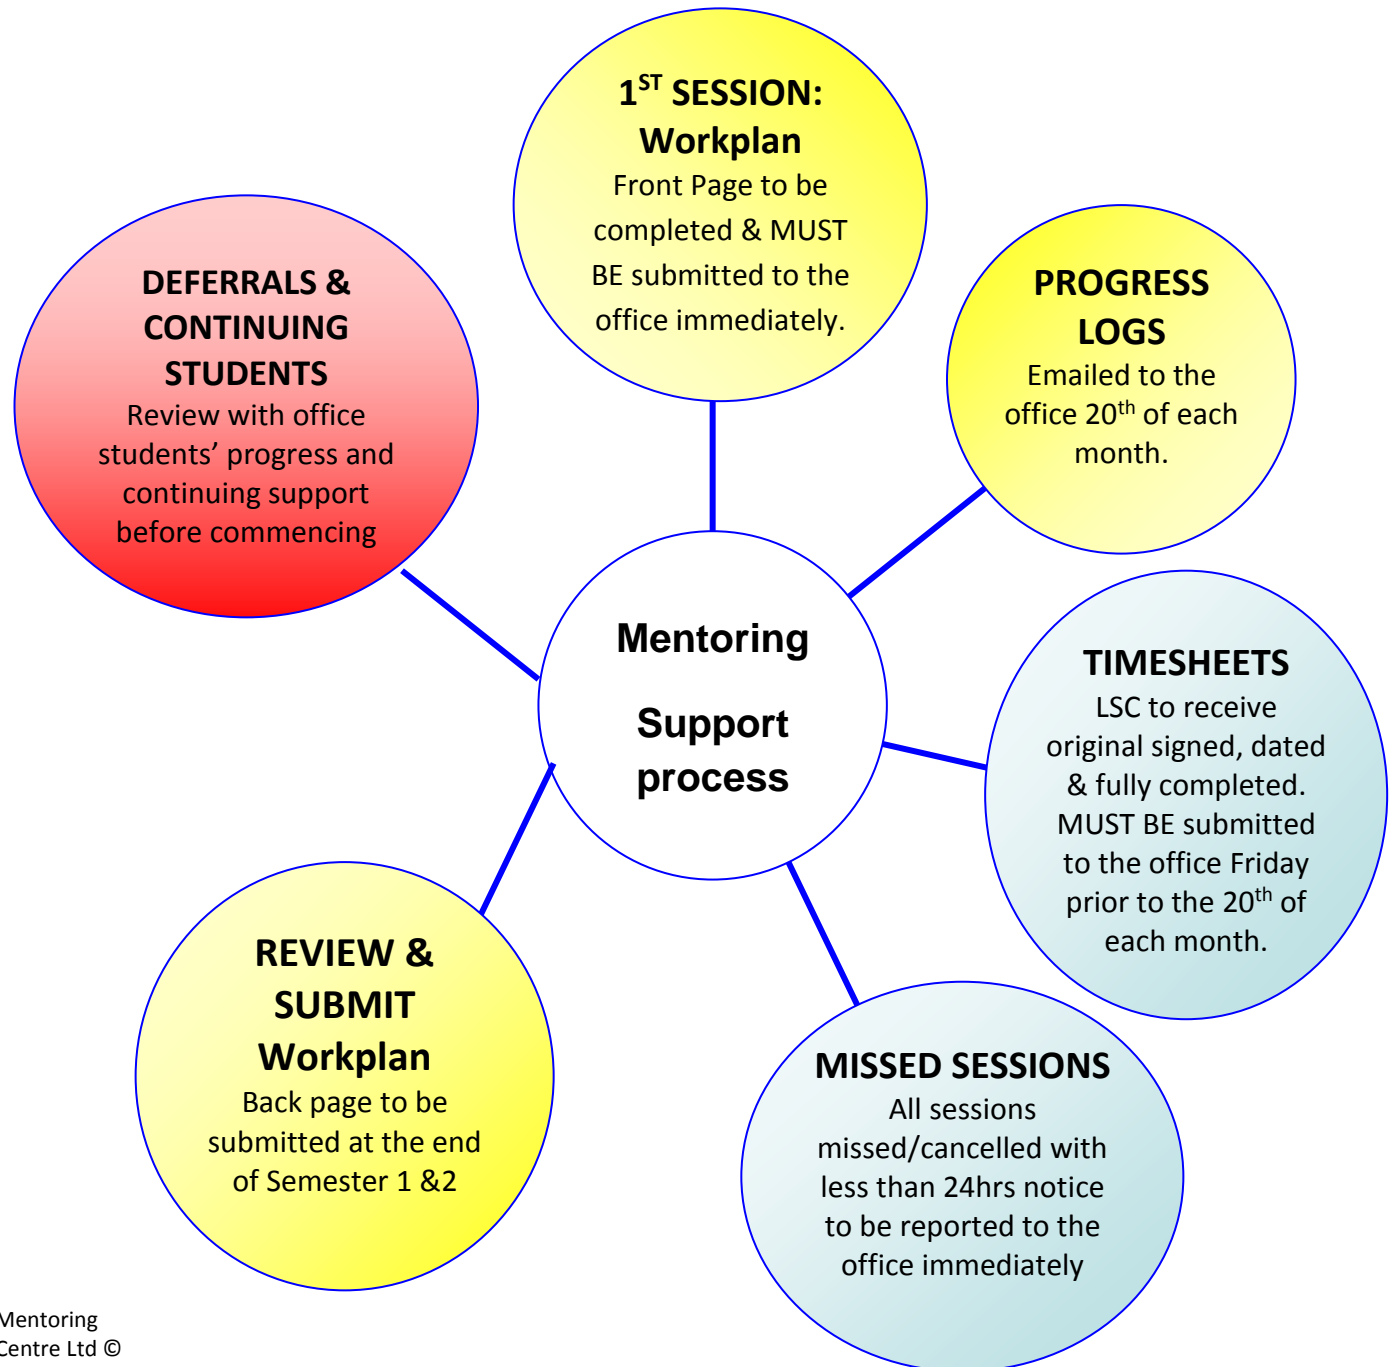 1ST SESSION:
Workplan
Front Page to be
completed & MUST
BE submitted to the
office immediately.
PROGRESS
LOGS
Emailed to the
office 20th of each
month.
TIMESHEETS
LSC to receive
original signed, dated
& fully completed.
MUST BE submitted
to the office Friday
prior to the 20th of
each month.
MISSED SESSIONS
All sessions
missed/cancelled with
less than 24hrs notice
to be reported to the
office immediately
REVIEW &
SUBMIT
Workplan
Back page to be
submitted at the end
of Semester 1 &2
DEFERRALS &
CONTINUING
STUDENTS
Review with office
students’ progress and
continuing support
before commencing
Mentoring
Support
process
Mentoring
Centre Ltd ©